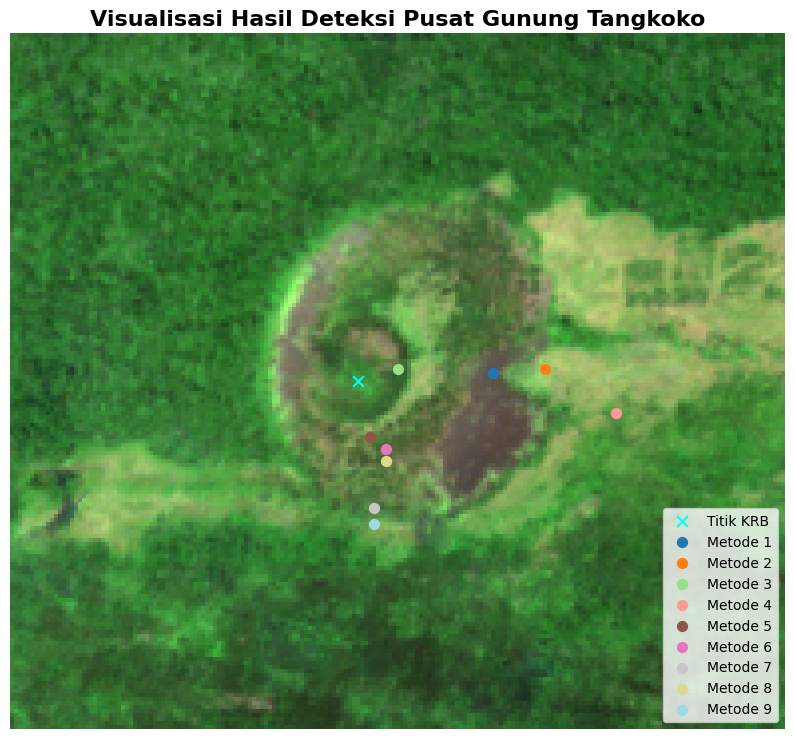 Visualisasi Hasil Deteksi Pusat Gunung Tangkoko
Titik KRB
Metode 1
Metode 2
Metode 3
Metode 4
Metode 5
Metode 6
Metode 7
Metode 8
Metode 9